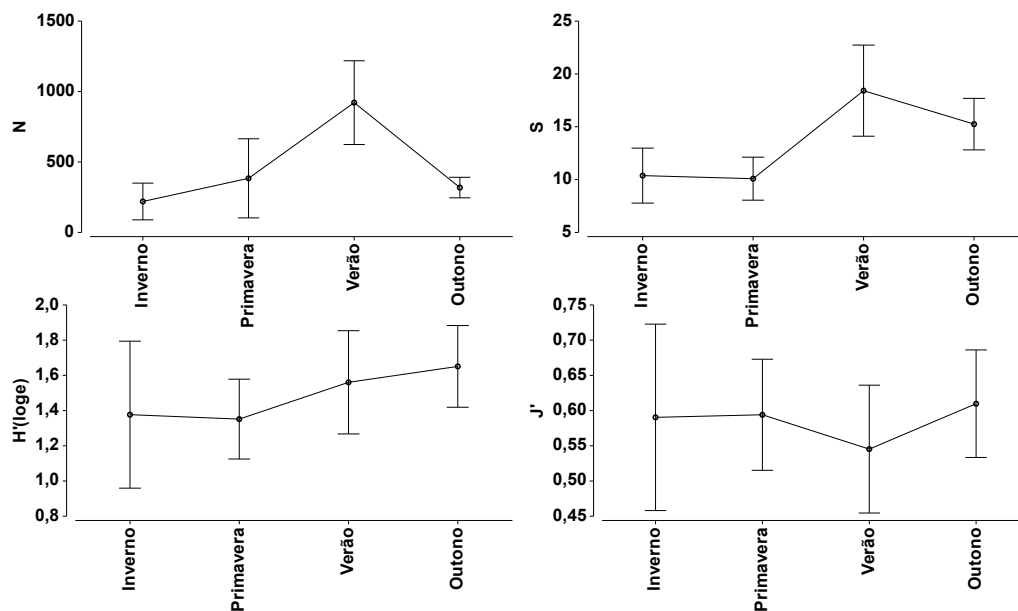 1500
1000
500
0
N
Inverno
Primavera
Verão
Outono
25
20
15
10
5
S
Inverno
Primavera
Verão
Outono
2,0
1,8
1,6
1,4
1,2
1,0
0,8
H'(loge)
Inverno
Primavera
Verão
Outono
0,75
0,70
0,65
0,60
0,55
0,50
0,45
J'
Inverno
Primavera
Verão
Outono